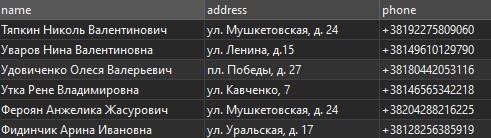 name address phone
Тяпкин Николь Валентинович ул. Мушкетовская, д. 24 +38192275809060
Уваров Нина Валентиновна ул. Ленина, д.15 +38149610129790
Удовиченко Олеся Валерьевич пл. Победы, д. 27 +38180442053116
Утка Рене Владимировна ул. Кавченко, 7 +38146565342218
Фероян Анжелика Жасурович ул. Мушкетовская, д. 24 +38204288216225
Фидинчик Арина Ивановна ул. Уральская, д. 17 +38128256385919